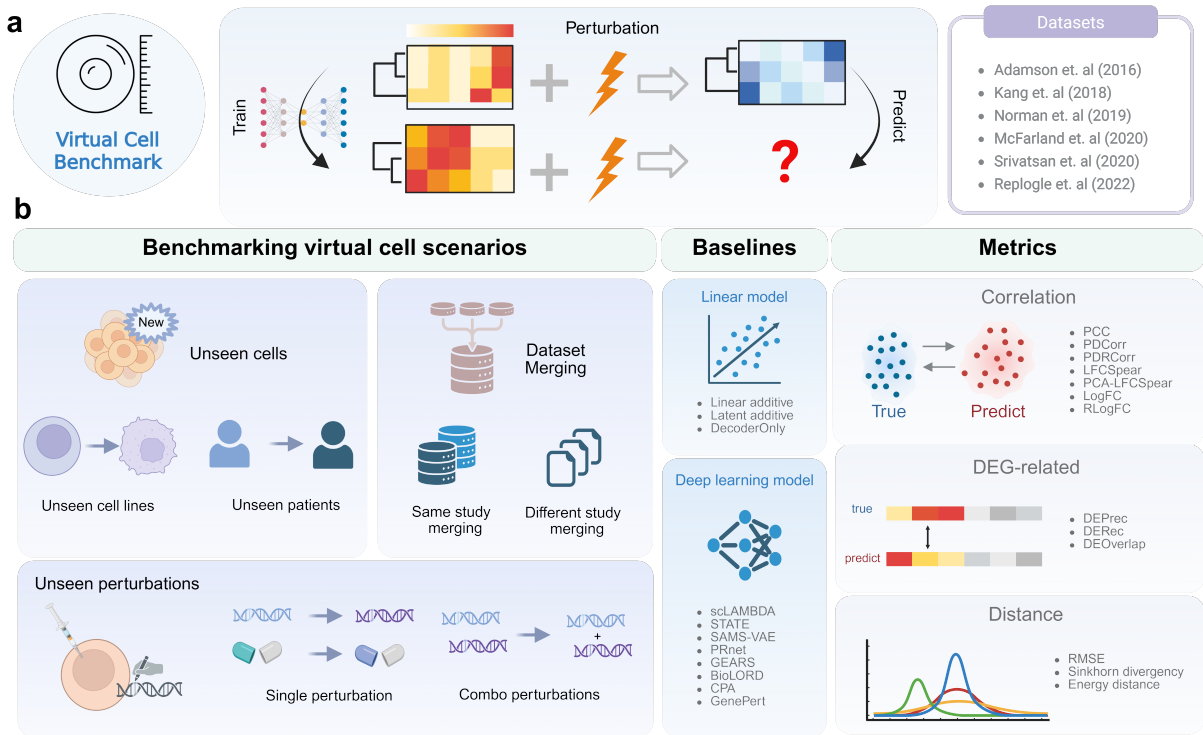 a
Virtual Cell
Benchmark
Train
Perturbation
+
+
?
Predict
Datasets
Adamson et. al (2016)
Kang et. al (2018)
Norman et. al (2019)
McFarland et. al (2020)
Srivatsan et. al (2020)
Replogle et. al (2022)
b
Benchmarking virtual cell scenarios
New
Unseen cells
Unseen cell lines
Unseen patients
Dataset
Merging
Same study
merging
Different study
merging
Unseen perturbations
Single perturbation
+
Combo perturbations
Baselines
Linear model
Linear additive
Latent additive
DecoderOnly
Deep learning model
scLAMBDA
STATE
SAMS-VAE
PRnet
GEARS
BioLORD
CPA
GenePert
Metrics
Correlation
True
Predict
PCC
PDCorr
PDRCorr
LFCSpear
PCA-LFCSpear
LogFC
RLogFC
DEG-related
true
predict
DEPrec
DERec
DEOverlap
Distance
RMSE
Sinkhorn divergency
Energy distance